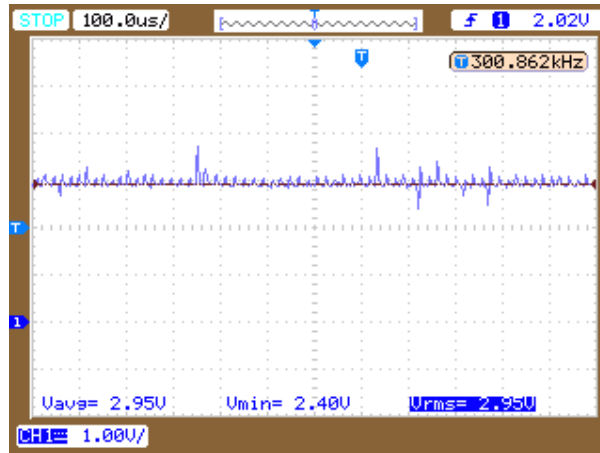 STOP 100.0us/ T f 1 2.02V
T
T 300.862kHz
T
1
Vavg= 2.95V Vmin= 2.40V Vrms= 2.95V
CH1 1.00V/